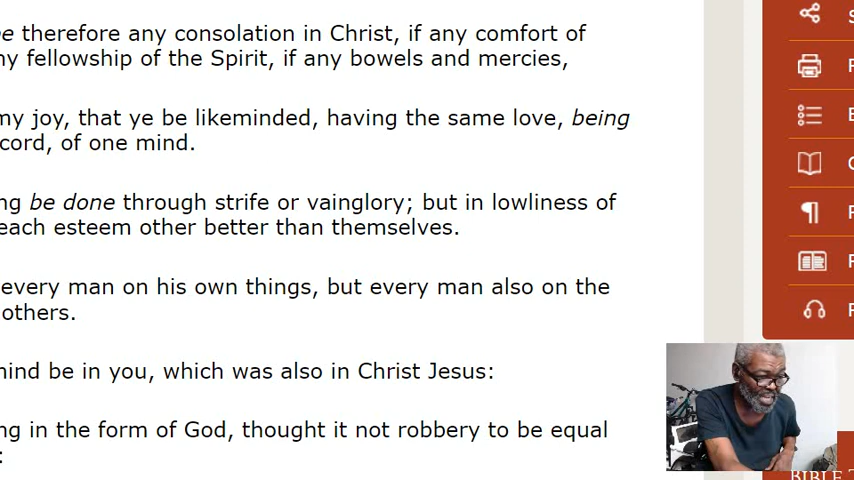 therefore any consolation in Christ, if any comfort of
fellowship of the Spirit, if any bowels and mercies,
my joy, that ye be likeminded, having the same love, being
cord, of one mind.
be done through strife or vainglory; but in lowliness of
each esteem other better than themselves.
every man on his own things, but every man also on the
others.
be in you, which was also in Christ Jesus:
in the form of God, thought it not robbery to be equal
BIBLE